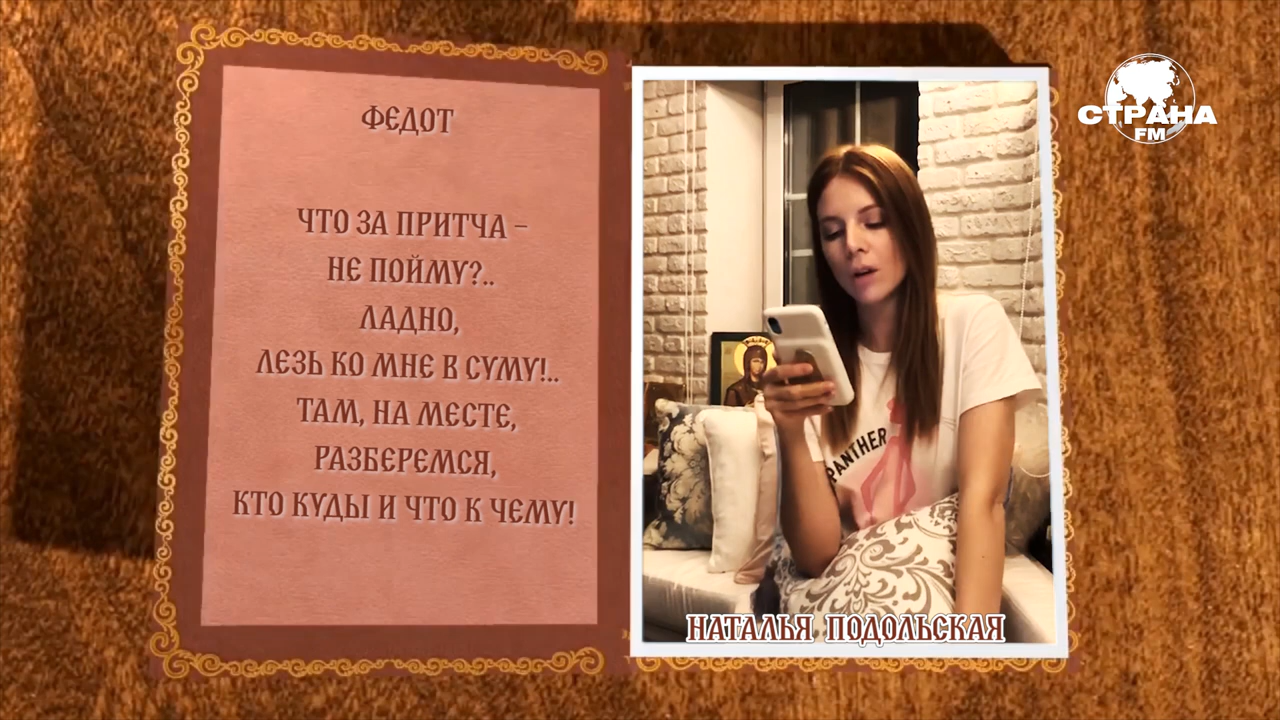 ФЕДОТ
ЧТО ЗА ПРИТЧА –
НЕ ПОЙМУ?..
ЛАДНО,
ЛЕЗЬ КО МНЕ В СУМУ!..
ТАМ, НА МЕСТЕ,
РАЗБЕРЕМСЯ,
КТО КУДЫ И ЧТО К ЧЕМУ!
СТРАНА
FM
PANTHER
НАТАЛЬЯ ПОДОЛЬСКАЯ